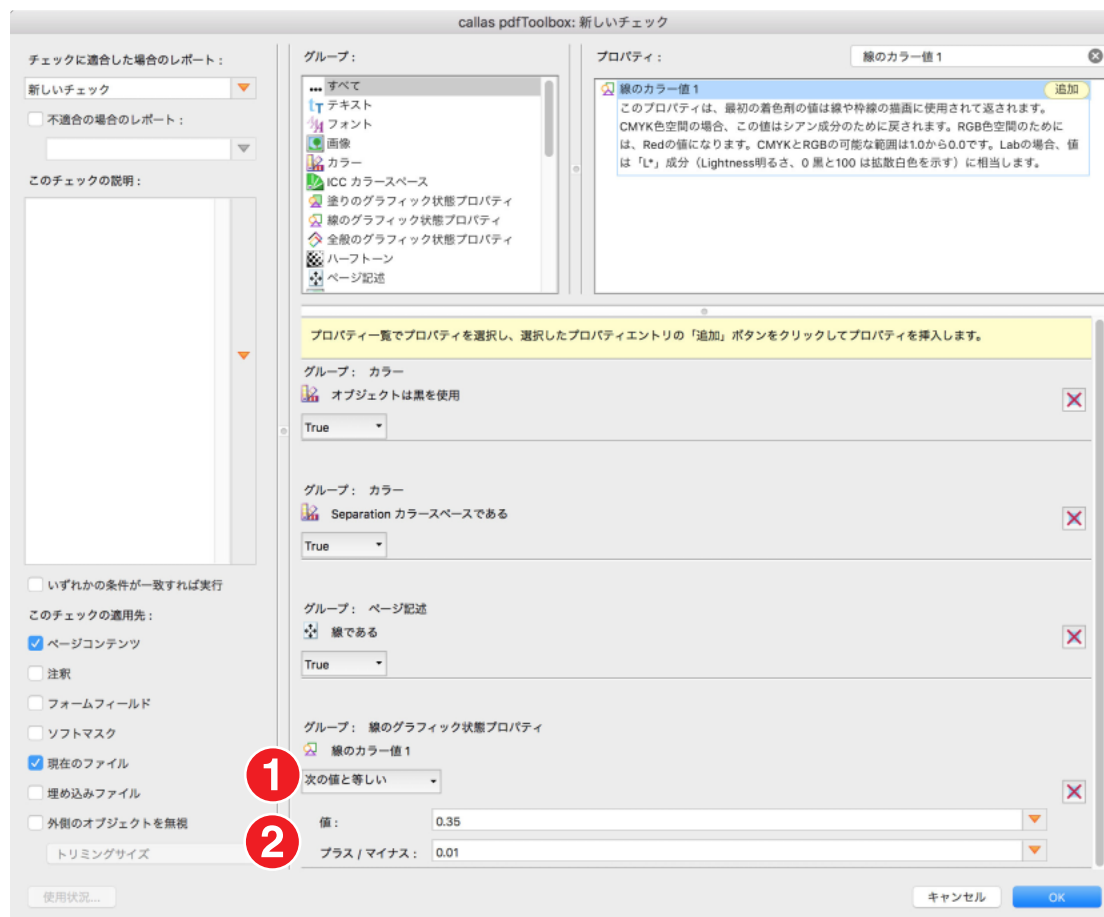 callas pdfToolbox: 新しいチェック
チェックに適合した場合のレポート：
新しいチェック
不適合の場合のレポート：
このチェックの説明：
いずれかの条件が一致すれば実行
このチェックの適用先：
ページコンテンツ
注釈
フォームフィールド
ソフトマスク
現在のファイル
埋め込みファイル
外側のオブジェクトを無視
トリミングサイズ
使用状況...
グループ：
すべて
テキスト
フォント
画像
カラー
ICC カラースペース
塗りのグラフィック状態プロパティ
線のグラフィック状態プロパティ
全般のグラフィック状態プロパティ
ハーフトーン
ページ記述
プロパティ：
線のカラー値 1
線のカラー値 1
追加
このプロパティは、最初の着色剤の値は線や枠線の描画に使用されて返されます。
CMYK色空間の場合、この値はシアン成分のために戻されます。RGB色空間のために
は、Redの値になります。CMYKとRGBの可能な範囲は1.0から0.0です。Labの場合、値
は「L*」成分（Lightness明るさ、0 黒と100 は拡散白色を示す）に相当します。
プロパティ一覧でプロパティを選択し、選択したプロパティエントリの「追加」ボタンをクリックしてプロパティを挿入します。
グループ： カラー
オブジェクトは黒を使用
True
グループ： カラー
Separation カラースペースである
True
グループ： ページ記述
線である
True
グループ： 線のグラフィック状態プロパティ
線のカラー値 1
1
次の値と等しい
2
値： 0.35
プラス / マイナス： 0.01
キャンセル
OK